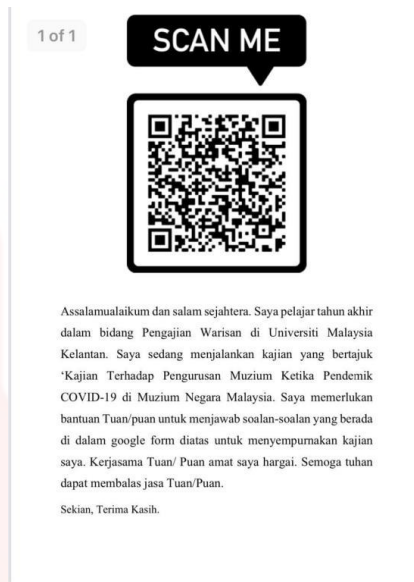 1 of 1
SCAN ME
Assalamualaikum dan salam sejahtera. Saya pelajar tahun akhir
dalam bidang Pengajian Warisan di Universiti Malaysia
Kelantan. Saya sedang menjalankan kajian yang bertajuk
‘Kajian Terhadap Pengurusan Muzium Ketika Pendemik
COVID-19 di Muzium Negara Malaysia. Saya memerlukan
bantuan Tuan/puan untuk menjawab soalan-soalan yang berada
di dalam google form diatas untuk menyempurnakan kajian
saya. Kerjasama Tuan/ Puan amat saya hargai. Semoga tuhan
dapat membalas jasa Tuan/Puan.
Sekian, Terima Kasih.